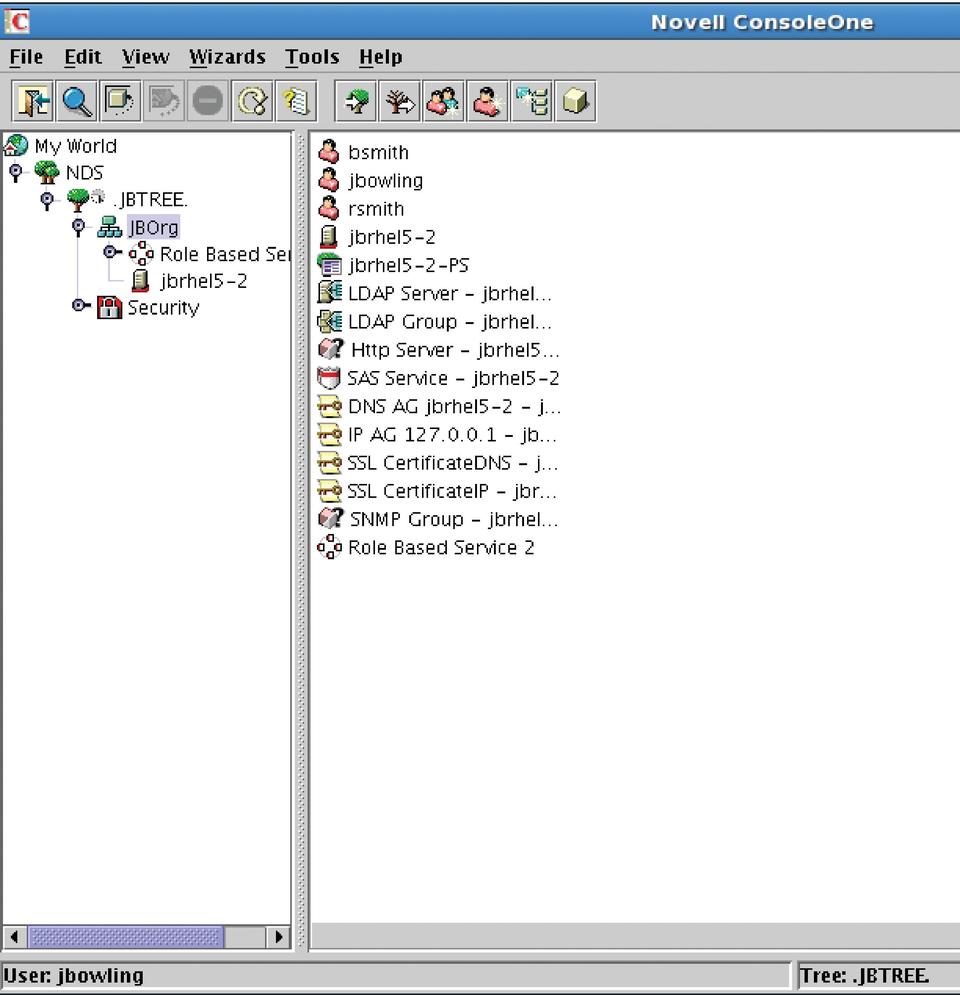 Novell ConsoleOne
File Edit View Wizards Tools Help
My World
NDS
.JBTREE.
JBOrg
Role Based Ser
jbrhel5-2
Security
bsmith
jbowling
rsmith
jbrhel5-2
jbrhel5-2-PS
LDAP Server - jbrhel...
LDAP Group - jbrhel...
Http Server - jbrhel5...
SAS Service - jbrhel5-2
DNS AG jbrhel5-2 - j...
IP AG 127.0.0.1 - jb...
SSL CertificateDNS - j...
SSL CertificateIP - jbr...
SNMP Group - jbrhel...
Role Based Service 2
User: jbowling
Tree: .JBTREE.